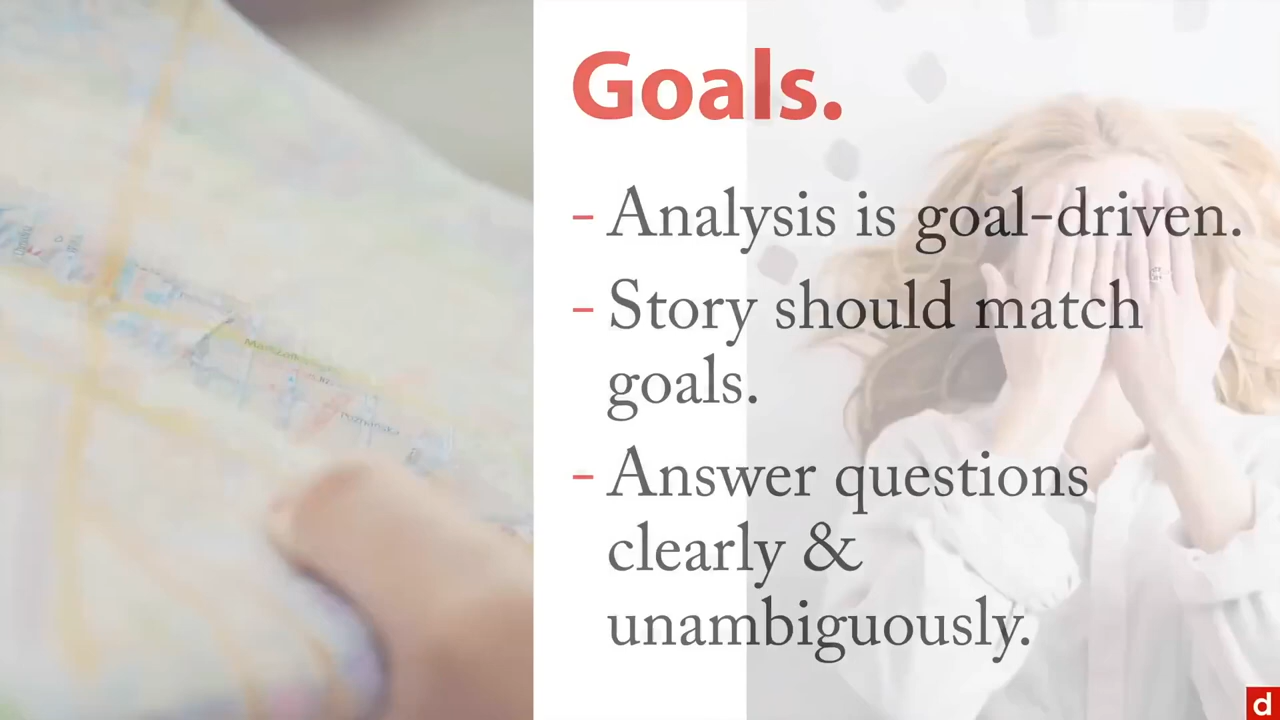 Goals.
- Analysis is goal-driven.
- Story should match
goals.
- Answer questions
clearly &
unambiguously.
d